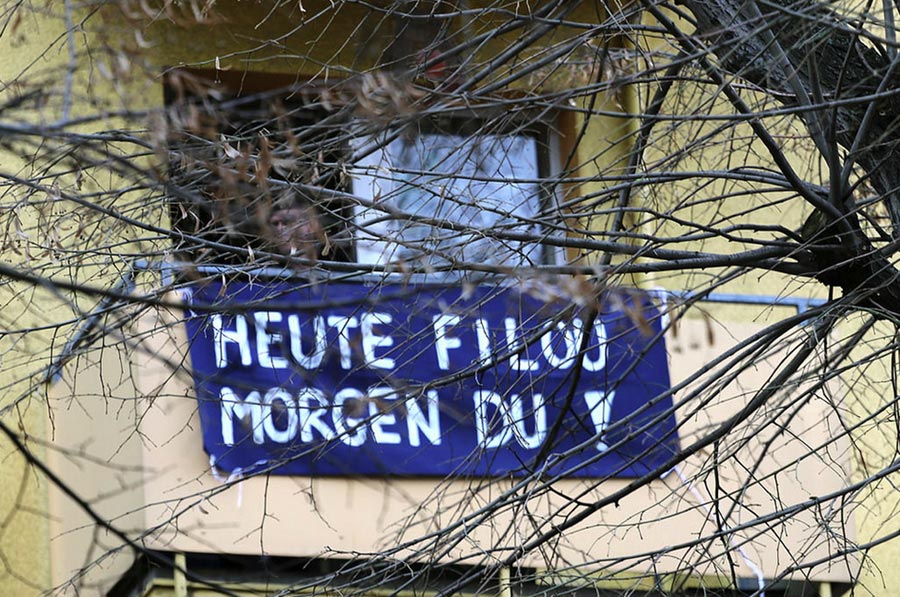 HEUTE FILOU
MORGEN DU !